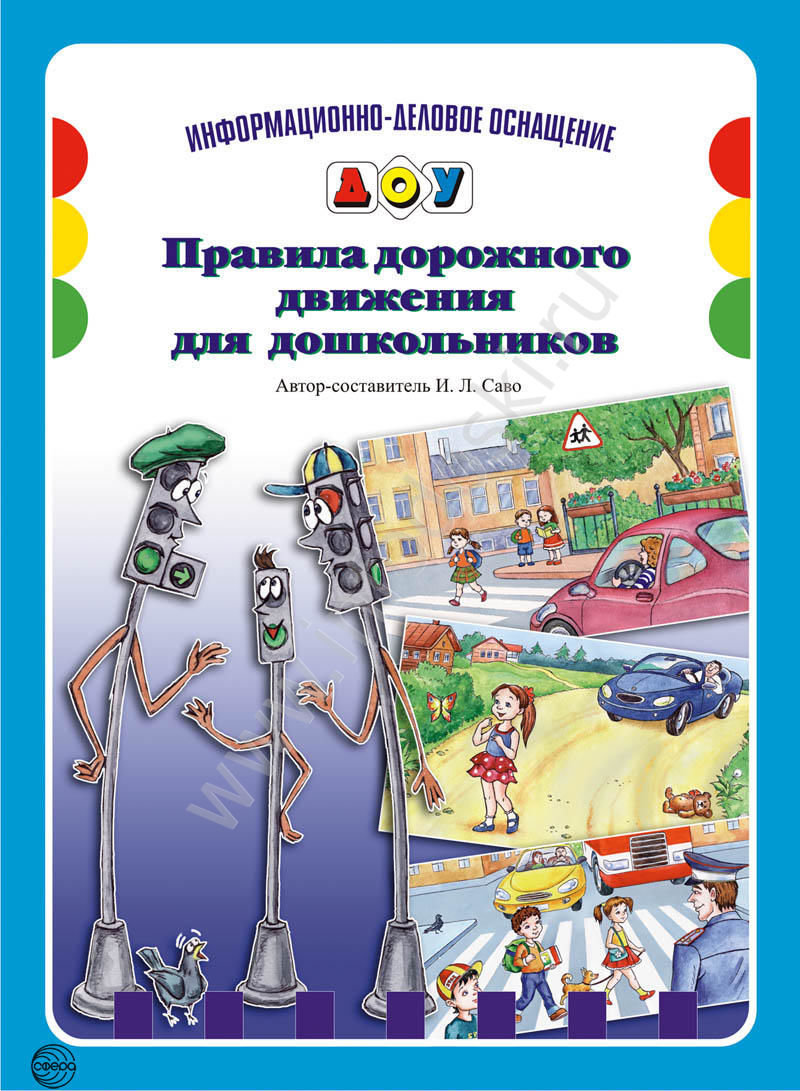 ИНФОРМАЦИОННО-ДЕЛОВОЕ ОСНАЩЕНИЕ
ДОУ
Правила дорожного
движения
для дошкольников
Автор-составитель И. Л. Саво
сфера